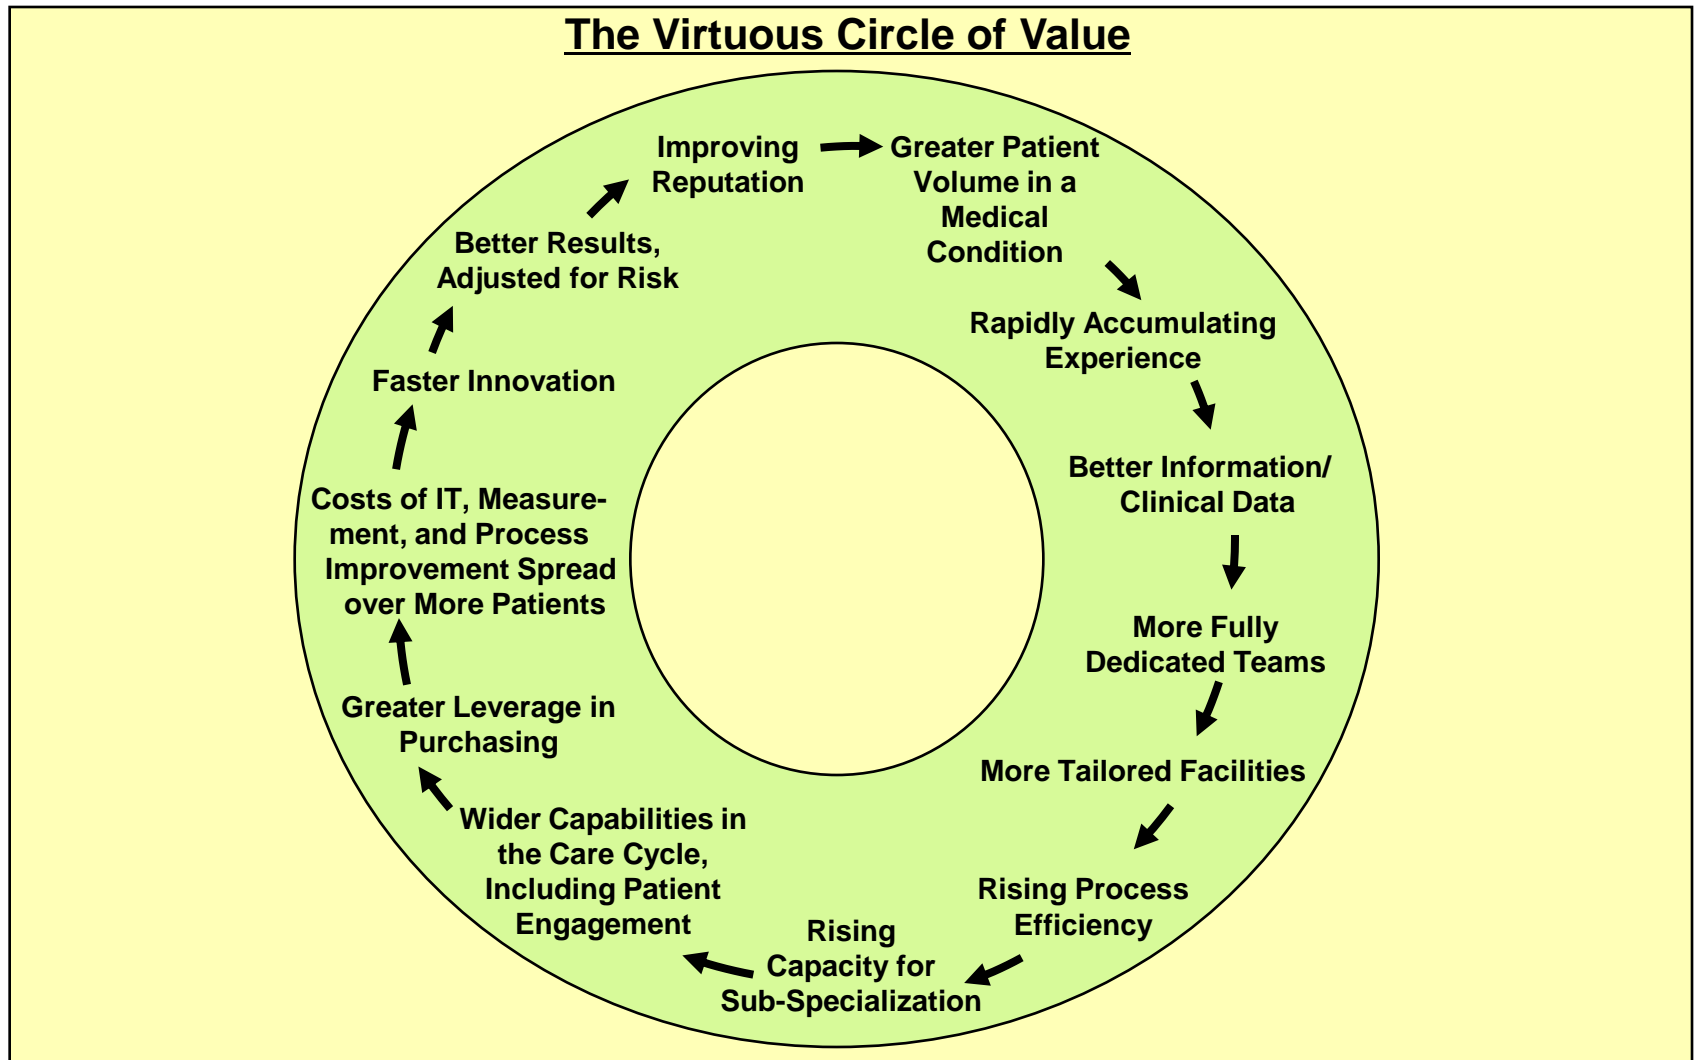 The Virtuous Circle of Value
Improving
Reputation
Greater Patient
Volume in a
Medical
Condition
Rapidly Accumulating
Experience
Better Information/
Clinical Data
More Fully
Dedicated Teams
More Tailored Facilities
Rising Process
Efficiency
Rising
Capacity for
Sub-Specialization
Wider Capabilities in
the Care Cycle,
Including Patient
Engagement
Greater Leverage in
Purchasing
Costs of IT, Measure-
ment, and Process
Improvement Spread
over More Patients
Faster Innovation
Better Results,
Adjusted for Risk